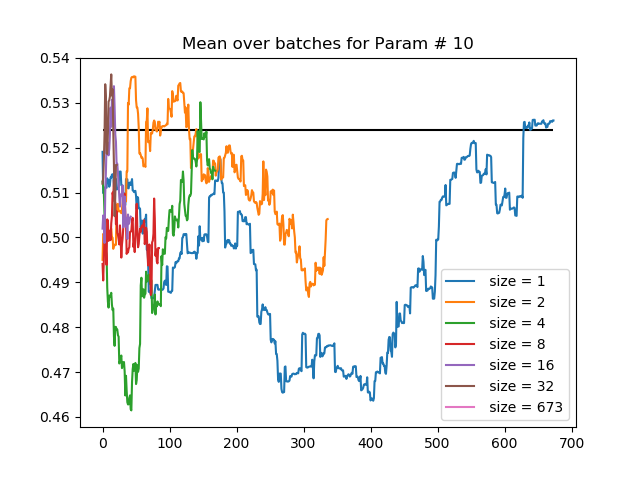 Mean over batches for Param # 10
0.54
0.53
0.52
0.51
0.50
0.49
0.48
0.47
0.46
size = 1
size = 2
size = 4
size = 8
size = 16
size = 32
size = 673
0 100 200 300 400 500 600 700